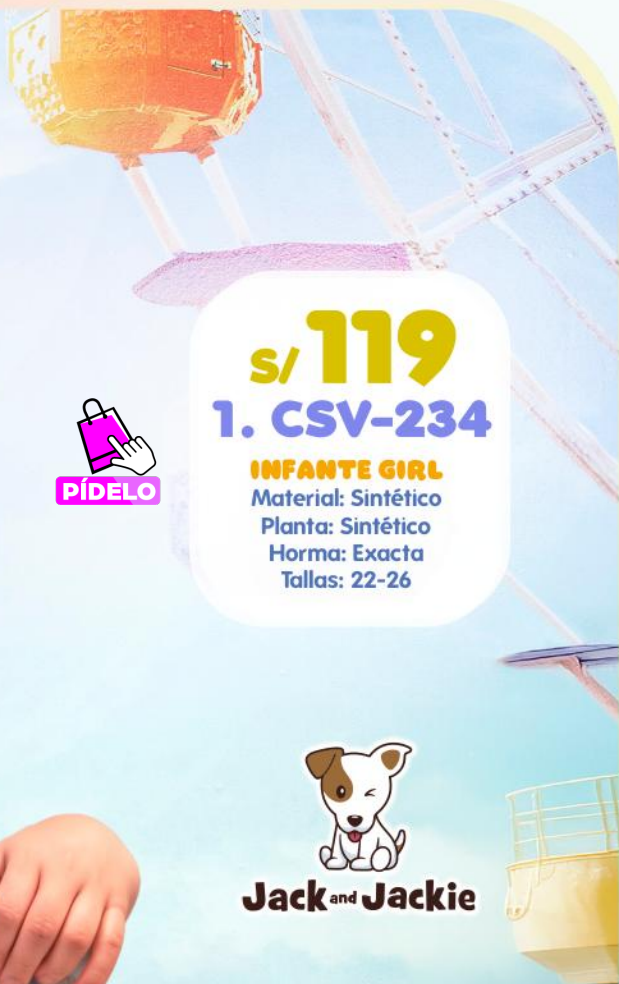 S/ 119
1. CSV-234
INFANTE GIRL
Material: Sintético
Planta: Sintético
Horma: Exacta
Tallas: 22-26
PÍDELO
Jack and Jackie